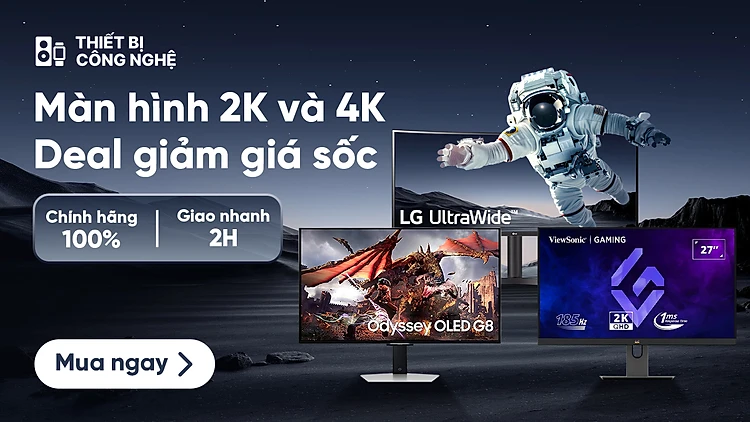 THIẾT BỊ
CÔNG NGHỆ
Màn hình 2K và 4K
Deal giảm giá sốc
Chính hãng
100%
Giao nhanh
2H
Mua ngay
LG UltraWide™
Odyssey OLED G8
ViewSonic | GAMING
27"
185Hz
2K
QHD
1ms